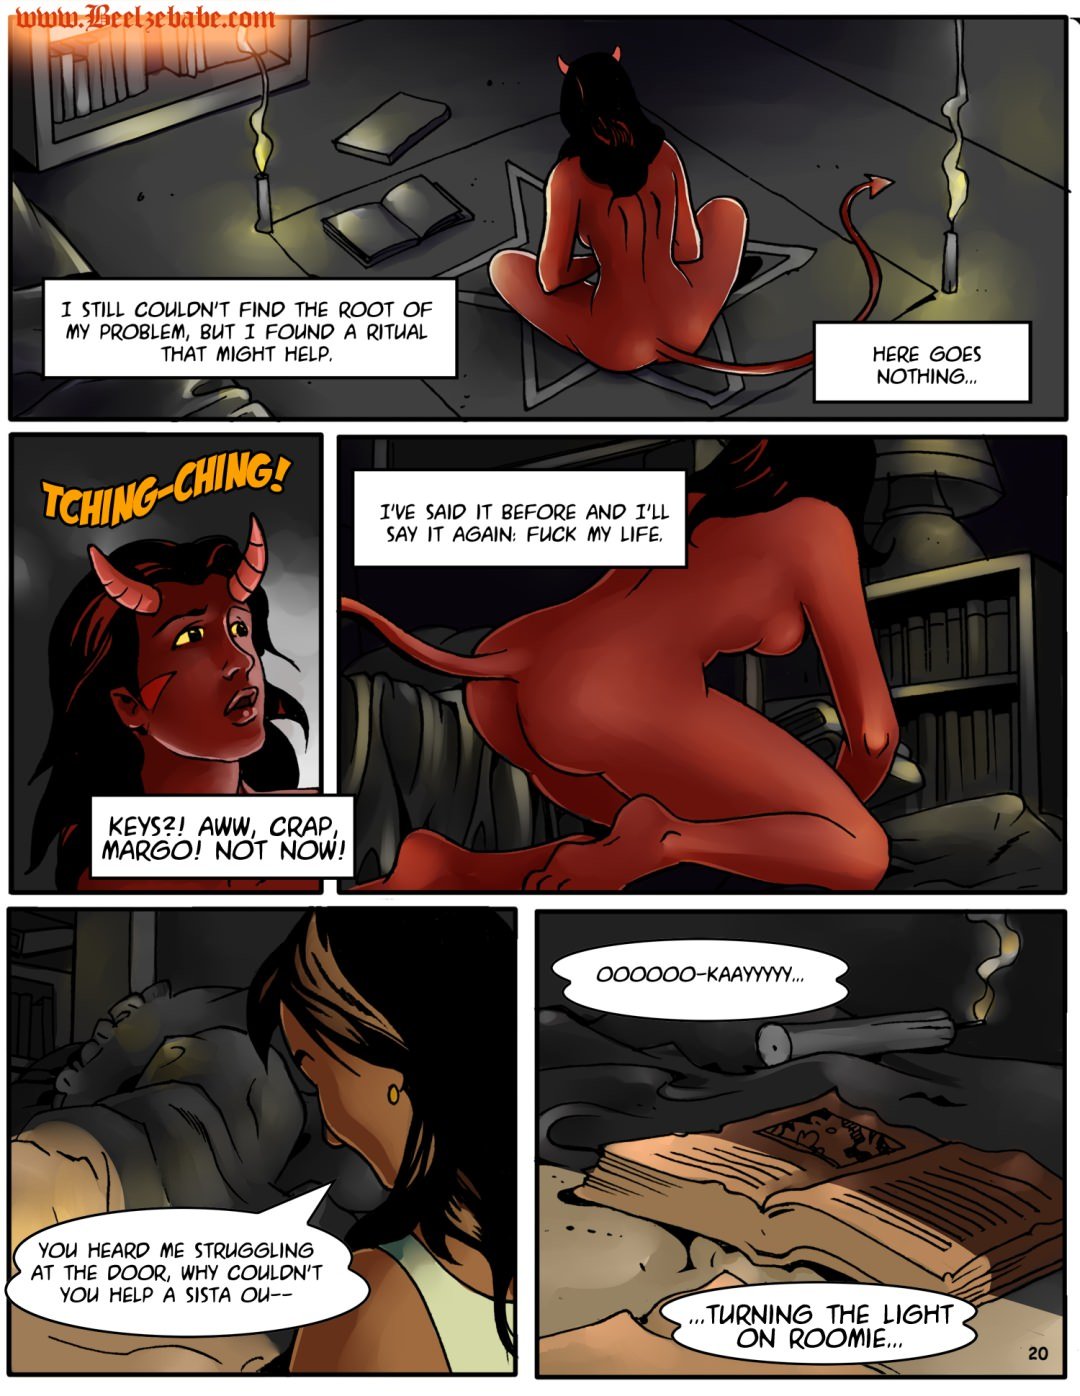 www.Beelzebabe.com
I STILL COULDN'T FIND THE ROOT OF
MY PROBLEM, BUT I FOUND A RITUAL
THAT MIGHT HELP.
HERE GOES
NOTHING...
TCHING-CHING!
KEYS?! AWW, CRAP,
MARGO! NOT NOW!
I'VE SAID IT BEFORE AND I'LL
SAY IT AGAIN: FUCK MY LIFE.
YOU HEARD ME STRUGGLING
AT THE DOOR, WHY COULDN'T
YOU HELP A SISTA OU--
OOOOOO-KAAYYYYY...
...TURNING THE LIGHT
ON ROOMIE...
20